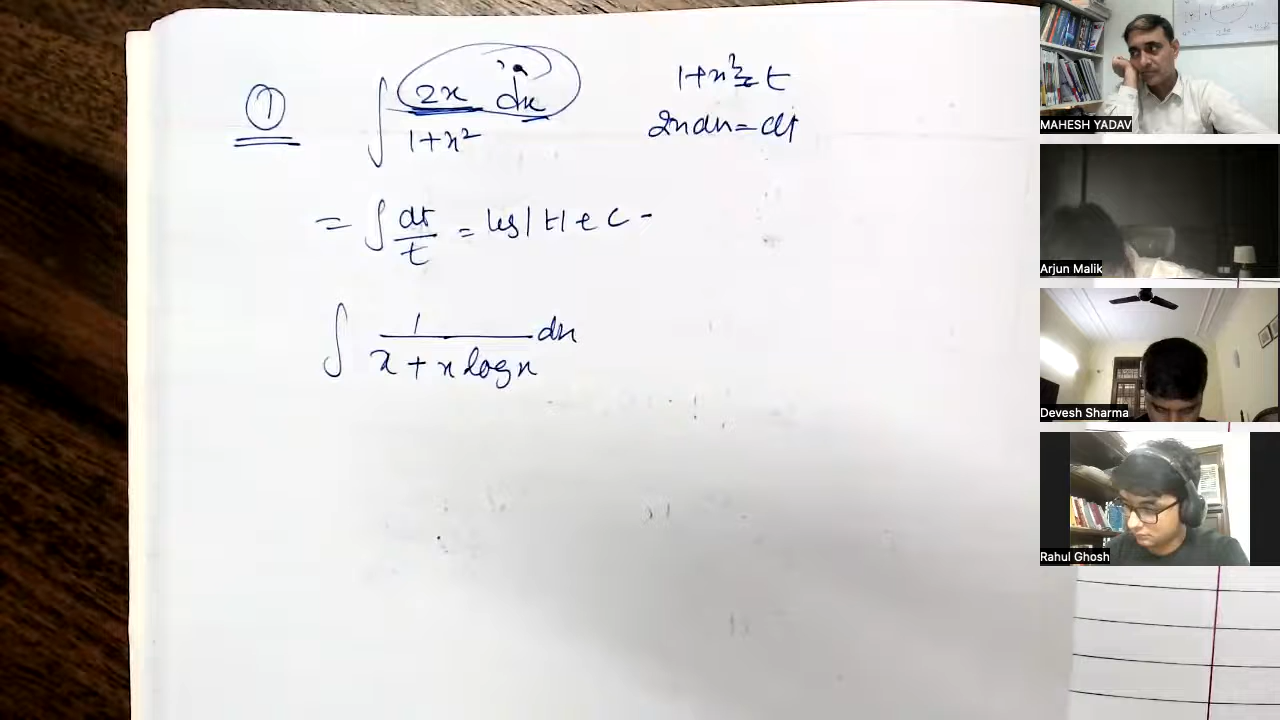 ① ∫ 2x dx / 1+x²
1+x² = t
2x dx = dt
= ∫ dt/t = log|t| + C
∫ 1/(x + x log x) dx
MAHESH YADAV
Arjun Malik
Devesh Sharma
Rahul Ghosh